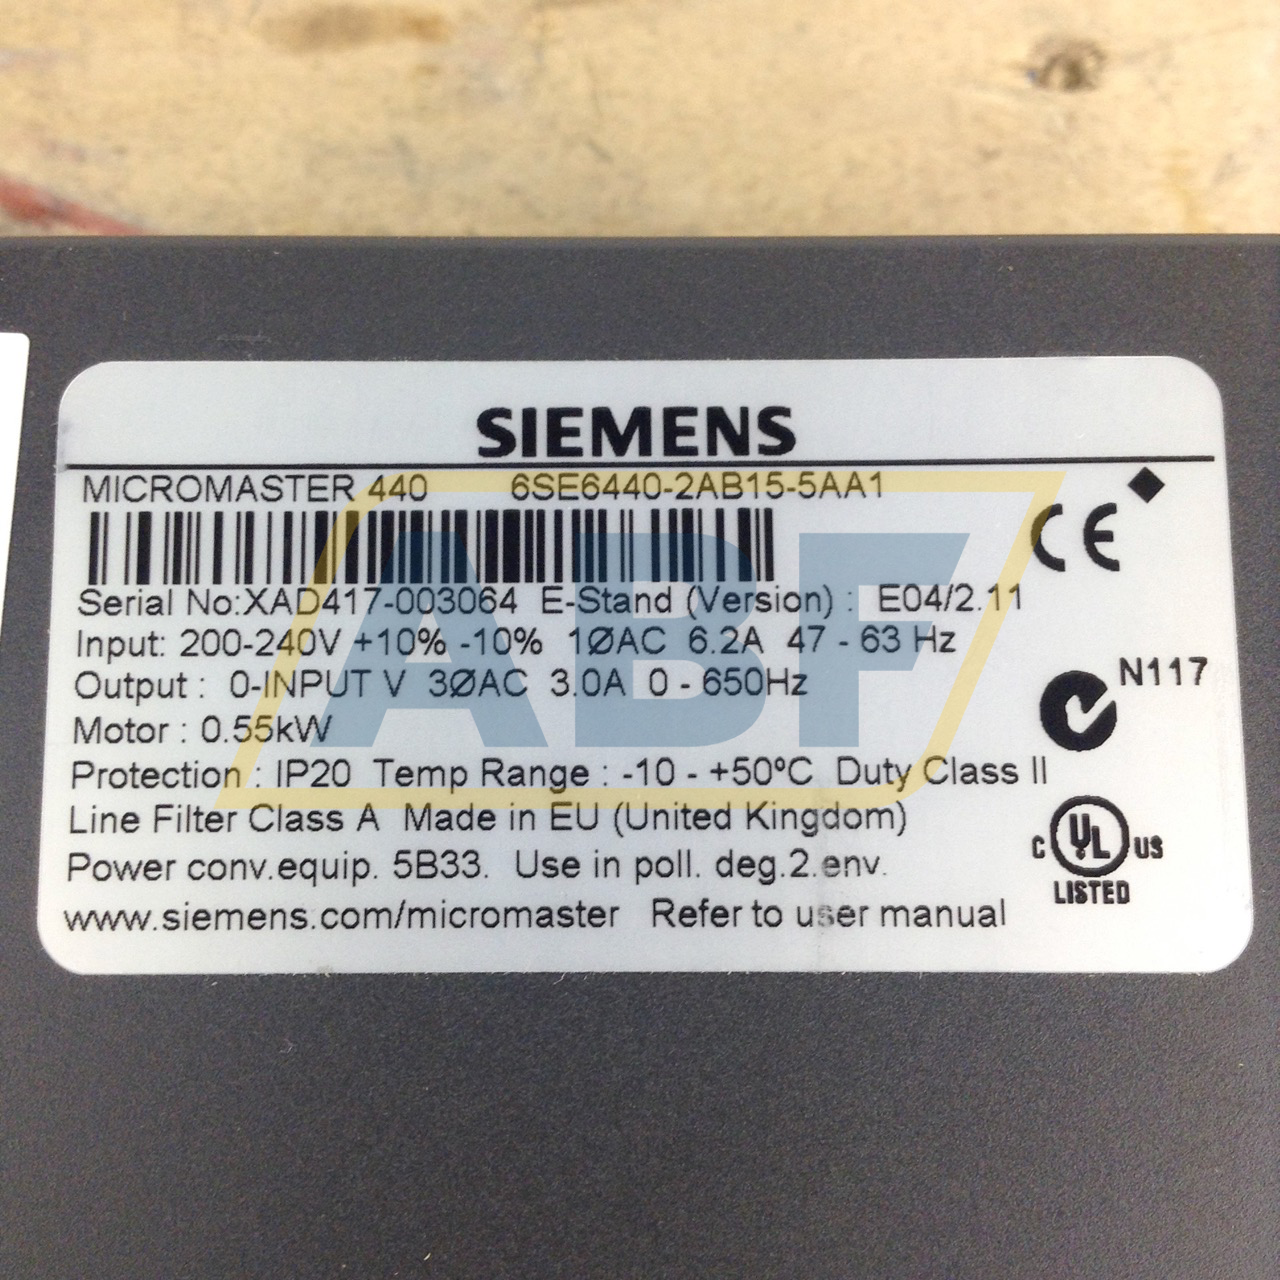 SIEMENS
MICROMASTER 440 6SE6440-2AB15-5AA1
CE
Serial No:XAD417-003064 E-Stand (Version) : E04/2.11
Input: 200-240V +10% -10% 1ØAC 6.2A 47 - 63 Hz
Output : 0-INPUT V 3ØAC 3.0A 0 - 650Hz
N117
Motor : 0.55kW
Protection : IP20 Temp Range : -10 - +50ºC Duty Class II
Line Filter Class A Made in EU (United Kingdom)
Power conv.equip. 5B33. Use in poll. deg.2.env.
C UL US
LISTED
www.siemens.com/micromaster Refer to user manual
ABF